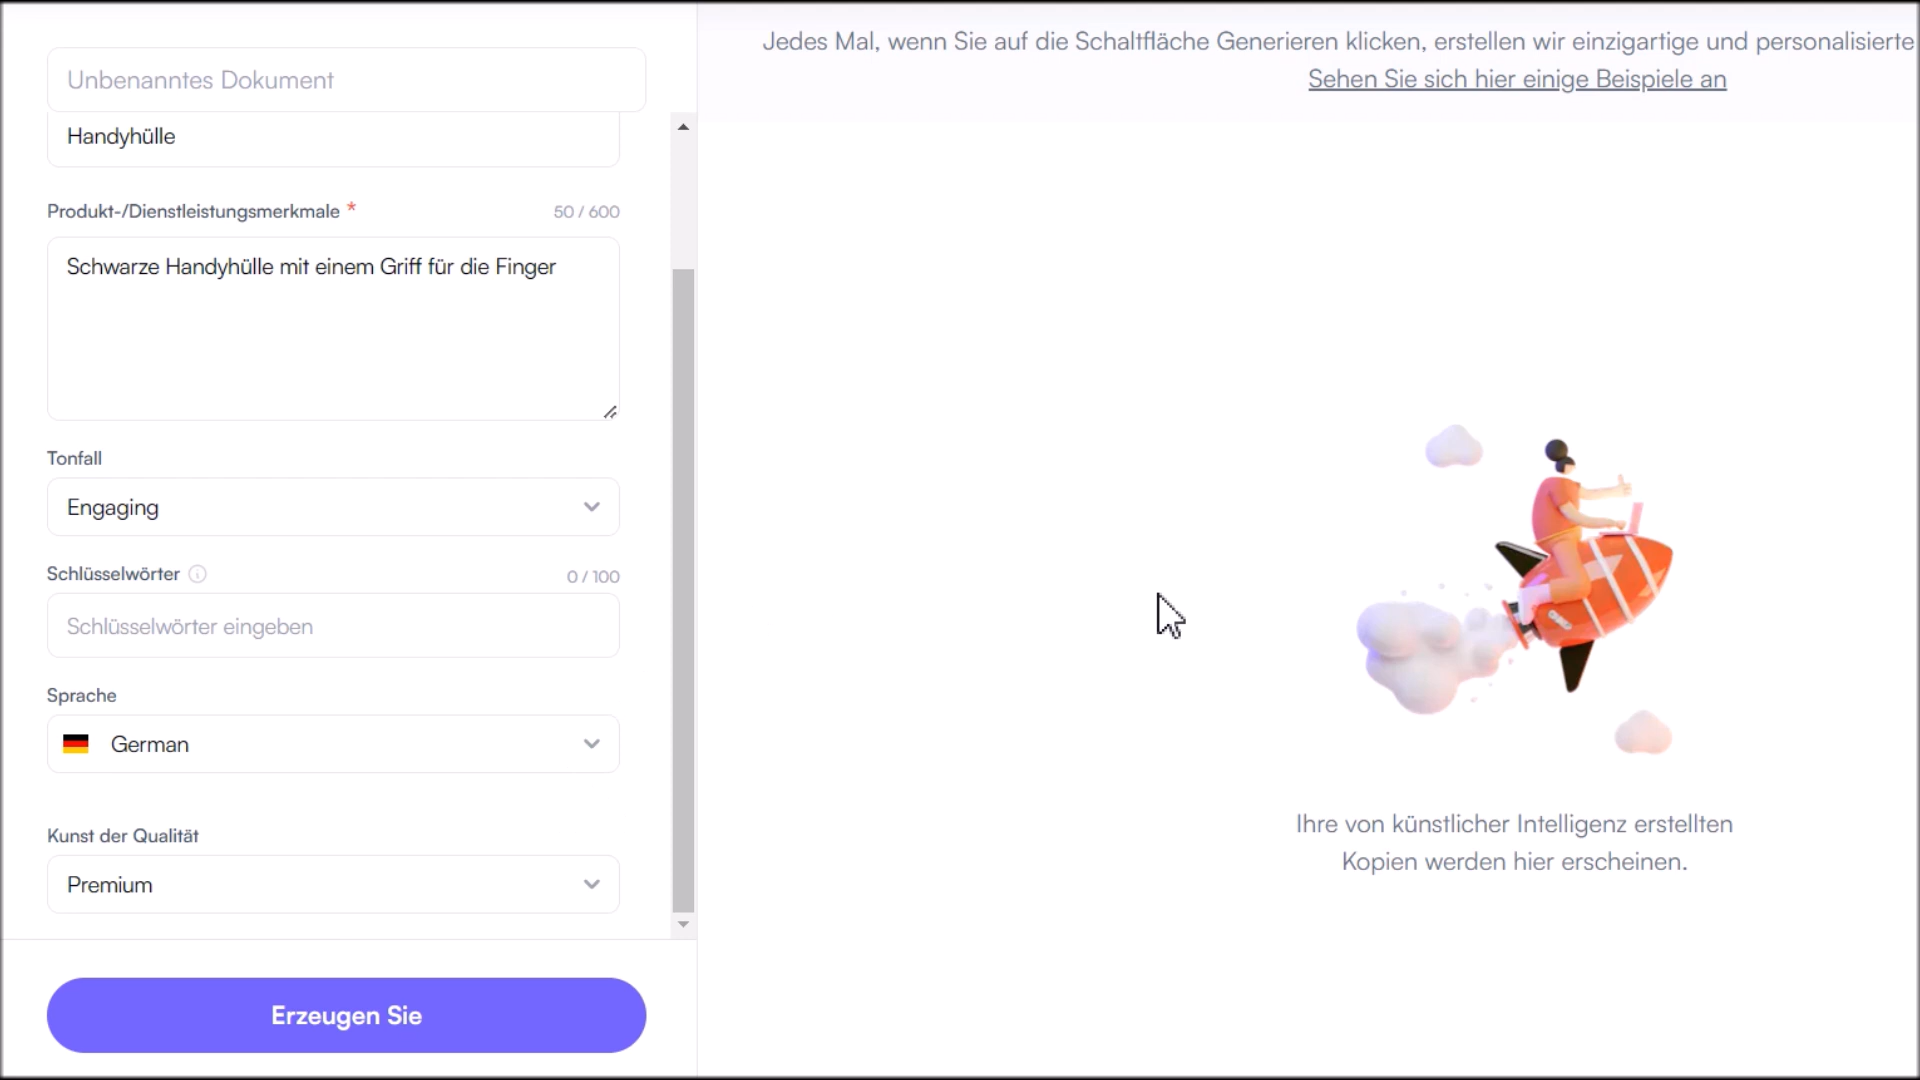 Unbenanntes Dokument
Handyhülle
Produkt-/Dienstleistungsmerkmale *
50 / 600
Schwarze Handyhülle mit einem Griff für die Finger
Tonfall
Engaging
Schlüsselwörter
0 / 100
Schlüsselwörter eingeben
Sprache
German
Kunst der Qualität
Premium
Erzeugen Sie
Jedes Mal, wenn Sie auf die Schaltfläche Generieren klicken, erstellen wir einzigartige und personalisierte
Sehen Sie sich hier einige Beispiele an
Ihre von künstlicher Intelligenz erstellten
Kopien werden hier erscheinen.